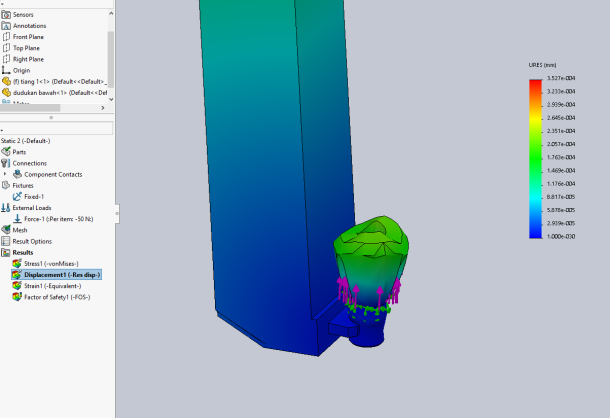 Sensors
Annotations
Front Plane
Top Plane
Right Plane
Origin
(f) tiang 1<1> (Default<<Default>_
dudukan bawah<1> (Default<<Def
Static 2 (-Default-)
Parts
Connections
Component Contacts
Fixtures
Fixed-1
External Loads
Force-1 (:Per item: -50 N:)
Mesh
Result Options
Results
Stress1 (-vonMises-)
Displacement1 (-Res disp-)
Strain1 (-Equivalent-)
Factor of Safety1 (-FOS-)
URES (mm)
3.527e-004
3.233e-004
2.939e-004
2.645e-004
2.351e-004
2.057e-004
1.763e-004
1.469e-004
1.176e-004
8.817e-005
5.878e-005
2.939e-005
1.000e-030